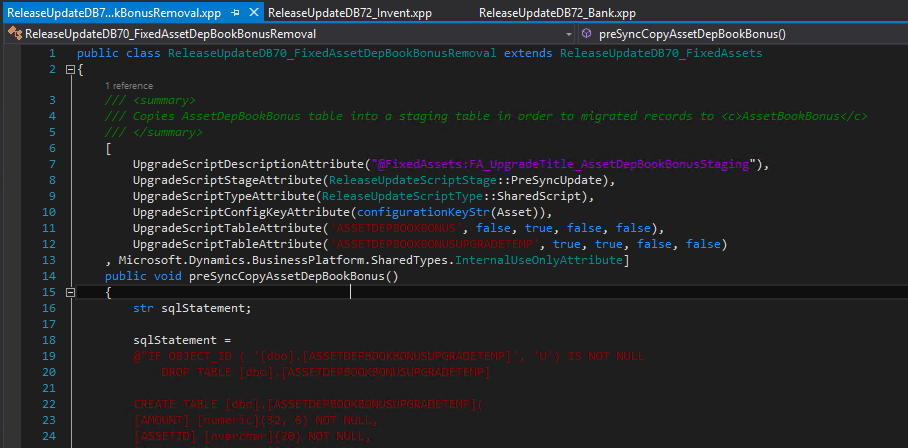 ReleaseUpdateDB7...kBonusRemoval.xpp ReleaseUpdateDB72_Invent.xpp ReleaseUpdateDB72_Bank.xpp
ReleaseUpdateDB70_FixedAssetDepBookBonusRemoval preSyncCopyAssetDepBookBonus()
1 public class ReleaseUpdateDB70_FixedAssetDepBookBonusRemoval extends ReleaseUpdateDB70_FixedAssets
2 {
1 reference
3 /// <summary>
4 /// Copies AssetDepBookBonus table into a staging table in order to migrated records to <c>AssetBookBonus</c>
5 /// </summary>
6 [
7 UpgradeScriptDescriptionAttribute("@FixedAssets:FA_UpgradeTitle_AssetDepBookBonusStaging"),
8 UpgradeScriptStageAttribute(ReleaseUpdateScriptStage::PreSyncUpdate),
9 UpgradeScriptTypeAttribute(ReleaseUpdateScriptType::SharedScript),
10 UpgradeScriptConfigKeyAttribute(configurationKeyStr(Asset)),
11 UpgradeScriptTableAttribute('ASSETDEPBOOKBONUS', false, true, false, false),
12 UpgradeScriptTableAttribute('ASSETDEPBOOKBONUSUPGRADETEMP', true, true, false, false)
13 , Microsoft.Dynamics.BusinessPlatform.SharedTypes.InternalUseOnlyAttribute]
14 public void preSyncCopyAssetDepBookBonus()
15 {
16 str sqlStatement;
17
18 sqlStatement =
19 @"IF OBJECT_ID ( '[dbo].[ASSETDEPBOOKBONUSUPGRADETEMP]', 'U') IS NOT NULL
20 DROP TABLE [dbo].[ASSETDEPBOOKBONUSUPGRADETEMP]
21
22 CREATE TABLE [dbo].[ASSETDEPBOOKBONUSUPGRADETEMP](
23 [AMOUNT] [numeric](32, 6) NOT NULL,
24 [ASSETID] [nvarchar](20) NOT NULL,